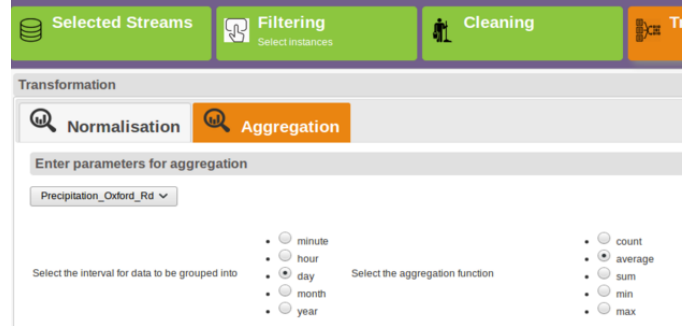 Selected Streams
Filtering
Select instances
Cleaning
Transformation
Normalisation
Aggregation
Enter parameters for aggregation
Precipitation_Oxford_Rd
Select the interval for data to be grouped into
minute
hour
day
month
year
Select the aggregation function
count
average
sum
min
max